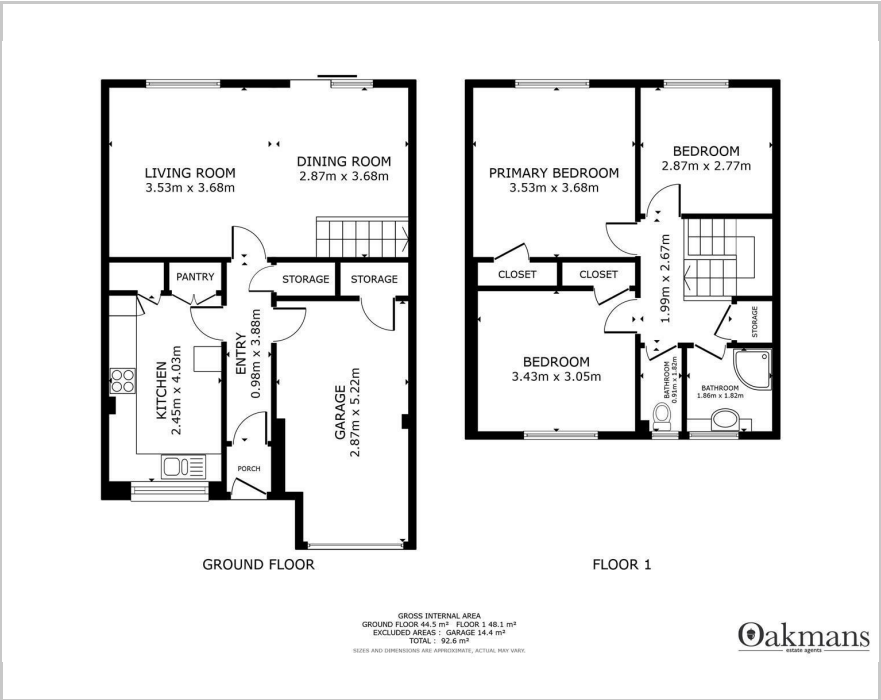 LIVING ROOM
3.53m x 3.68m
DINING ROOM
2.87m x 3.68m
PANTRY
STORAGE
STORAGE
KITCHEN
2.45m x 4.03m
ENTRY
0.98m x 3.88m
GARAGE
2.87m x 5.22m
PORCH
GROUND FLOOR
PRIMARY BEDROOM
3.53m x 3.68m
BEDROOM
2.87m x 2.77m
CLOSET
CLOSET
1.99m x 2.67m
STORAGE
BEDROOM
3.43m x 3.05m
BATHROOM
0.91m x 1.82m
BATHROOM
1.86m x 1.82m
FLOOR 1
GROSS INTERNAL AREA
GROUND FLOOR 44.5 m² FLOOR 1 48.1 m²
EXCLUDED AREAS : GARAGE 14.4 m²
TOTAL : 92.6 m²
SIZES AND DIMENSIONS ARE APPROXIMATE, ACTUAL MAY VARY.
Oakmans
estate agents